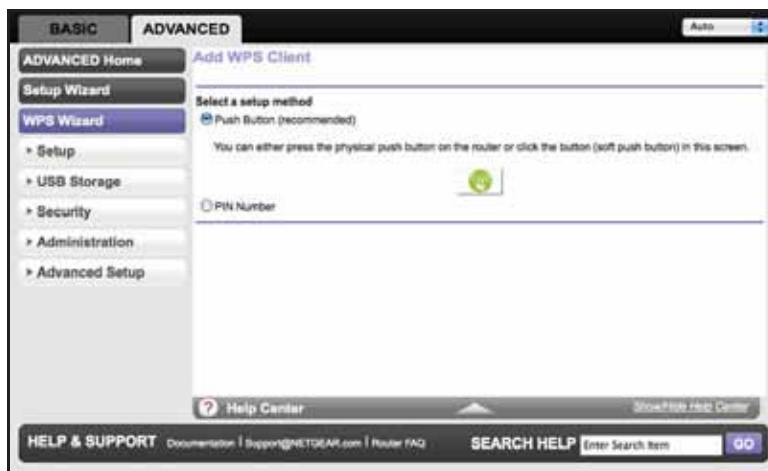 BASIC
ADVANCED
Auto
ADVANCED Home
Add WPS Client
Setup Wizard
WPS Wizard
Select a setup method
Push Button (recommended)
You can either press the physical push button on the router or click the button (soft push button) in this screen.
PIN Number
Setup
USB Storage
Security
Administration
Advanced Setup
? Help Center
Show/Hide Help Center
HELP & SUPPORT Documentation | Support@NETGEAR.com | Router FAQ
SEARCH HELP Enter Search Item GO